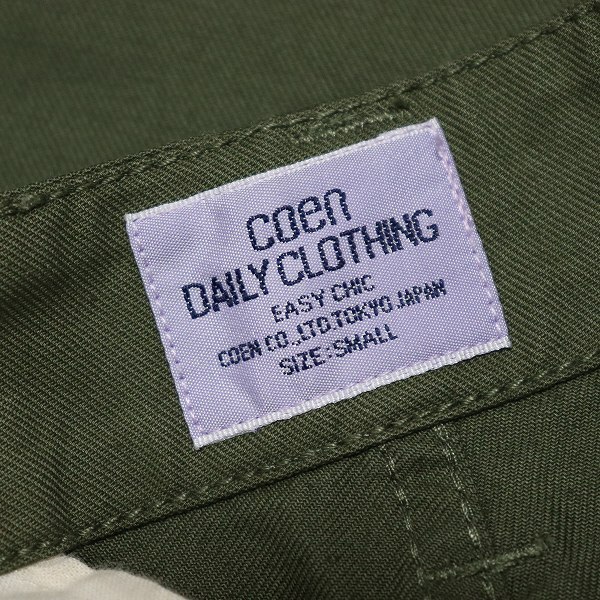 coen
DAILY CLOTHING
EASY CHIC
COEN CO.,LTD.TOKYO.JAPAN
SIZE:SMALL